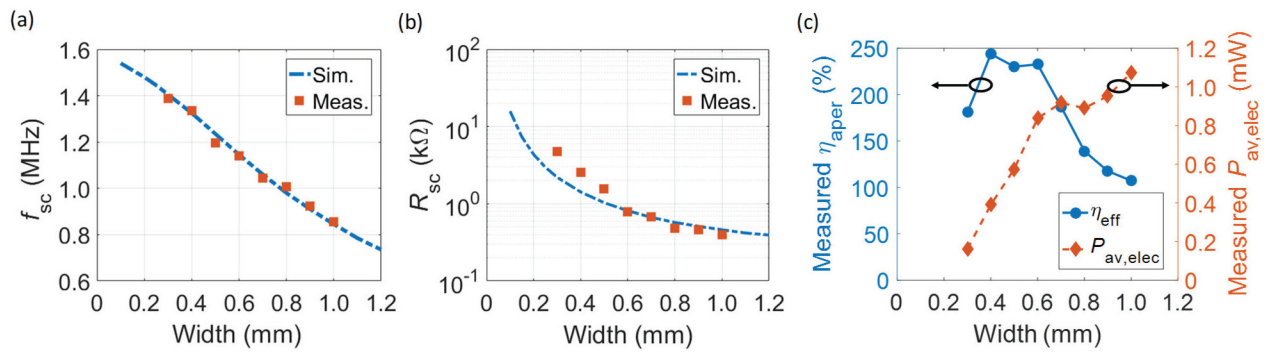 (a)
f_sc (MHz)
1.6
1.4
1.2
1.0
0.8
0.6
Sim.
Meas.
0 0.2 0.4 0.6 0.8 1.0 1.2
Width (mm)
(b)
R_sc (kΩ)
10^2
10^1
10^0
10^-1
Sim.
Meas.
0 0.2 0.4 0.6 0.8 1.0 1.2
Width (mm)
(c)
Measured η_aper (%)
250
200
150
100
50
0
η_eff
P_av,elec
0 0.2 0.4 0.6 0.8 1.0 1.2
Width (mm)
1.2
1.0
0.8
0.6
0.4
0.2
0
Measured P_av,elec (mW)